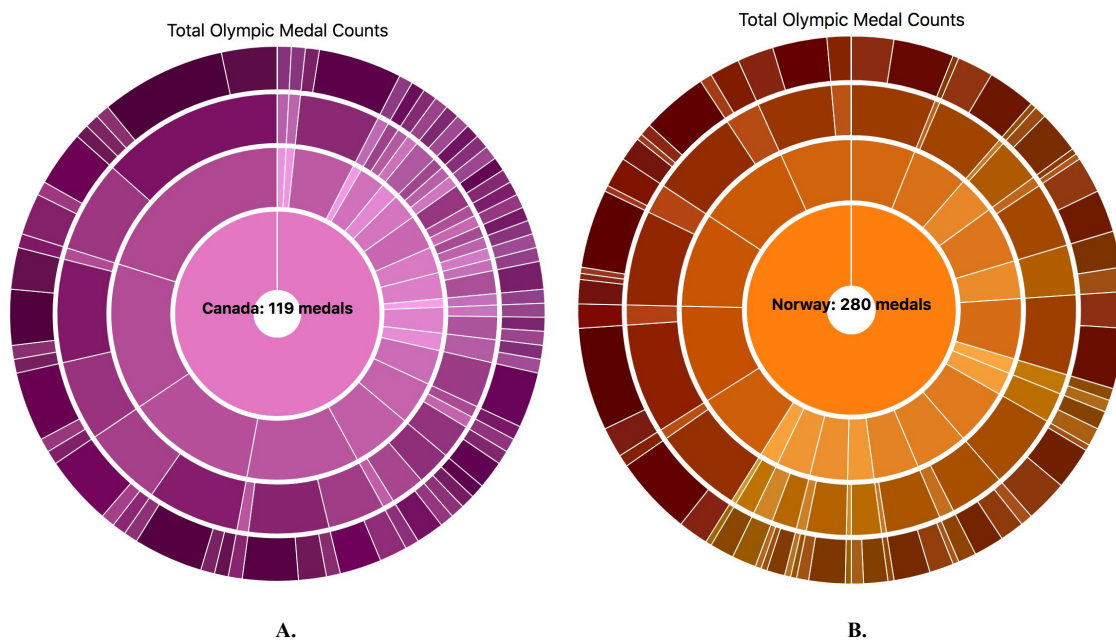 Total Olympic Medal Counts
Canada: 119 medals
A.
Total Olympic Medal Counts
Norway: 280 medals
B.